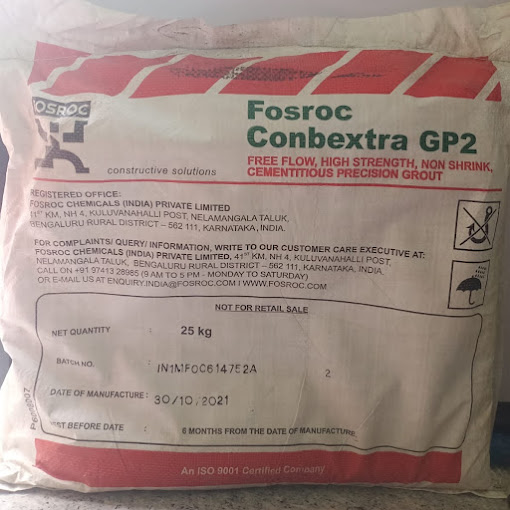 FOSROC
constructive solutions
Fosroc
Conbextra GP2
FREE FLOW, HIGH STRENGTH, NON SHRINK,
CEMENTITIOUS PRECISION GROUT
REGISTERED OFFICE:
FOSROC CHEMICALS (INDIA) PRIVATE LIMITED
41ST KM, NH 4, KULUVANAHALLI POST, NELAMANGALA TALUK,
BENGALURU RURAL DISTRICT – 562 111, KARNATAKA, INDIA.
FOR COMPLAINTS/ QUERY/ INFORMATION, WRITE TO OUR CUSTOMER CARE EXECUTIVE AT:
FOSROC CHEMICALS (INDIA) PRIVATE LIMITED, 41ST KM, NH 4, KULUVANAHALLI POST,
NELAMANGALA TALUK, BENGALURU RURAL DISTRICT – 562 111, KARNATAKA, INDIA,
CALL ON +91 97413 28985 (9 AM TO 5 PM - MONDAY TO SATURDAY)
OR E-MAIL US AT ENQUIRY.INDIA@FOSROC.COM I WWW.FOSROC.COM
NOT FOR RETAIL SALE
NET QUANTITY : 25 kg
BATCH NO. : IN1MFOC614752A 2
DATE OF MANUFACTURE : 30/10/2021
BEST BEFORE DATE : 6 MONTHS FROM THE DATE OF MANUFACTURE
An ISO 9001 Certified Company